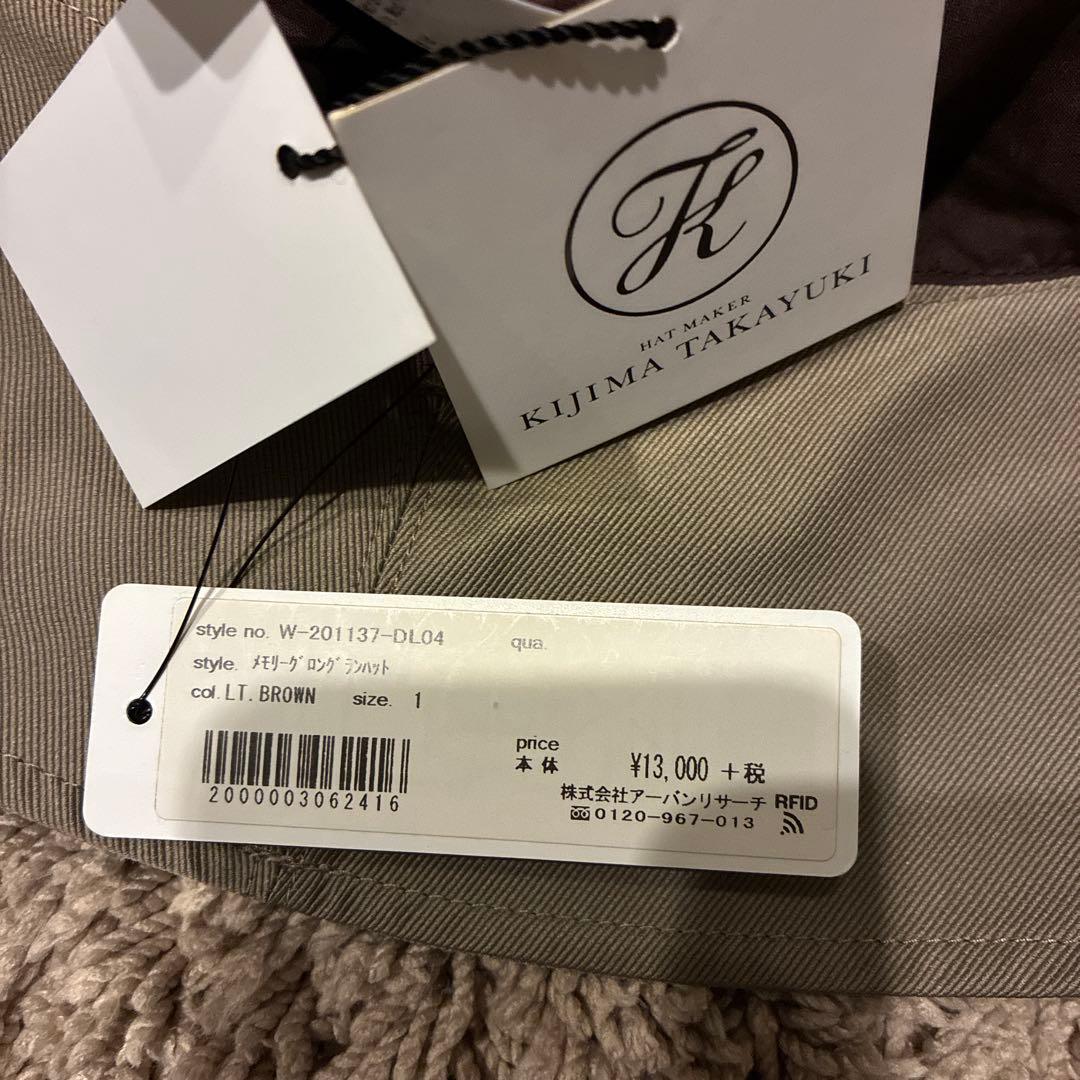 K
HAT MAKER
KIJIMA TAKAYUKI
style no. W-201137-DL04 qua.
style. ﾒﾓﾘｰｸﾞﾛﾝｸﾞﾗﾝﾊｯﾄ
col. LT.BROWN size. 1
price
本体 ¥13,000 +税
2000003062416
株式会社アーバンリサーチ RFID
0120-967-013